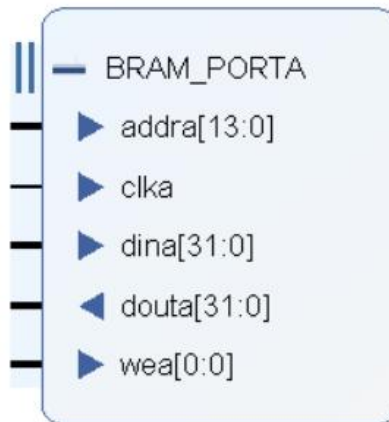 BRAM_PORTA
addra[13:0]
clka
dina[31:0]
douta[31:0]
wea[0:0]